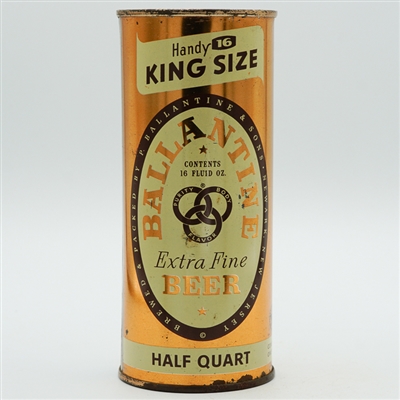 Handy 16
KING SIZE
BREWED & PACKED BY P. BALLANTINE & SONS · NEWARK, NEW JERSEY
BALLANTINE
CONTENTS
16 FLUID OZ.
PURITY BODY
FLAVOR
®
Extra Fine
BEER
©
HALF QUART